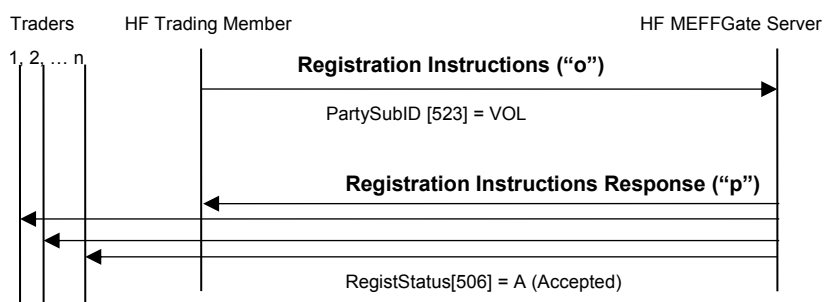 Traders HF Trading Member HF MEFFGate Server
1, 2, … n
Registration Instructions (“o”)
PartySubID [523] = VOL
Registration Instructions Response (“p”)
RegistStatus[506] = A (Accepted)